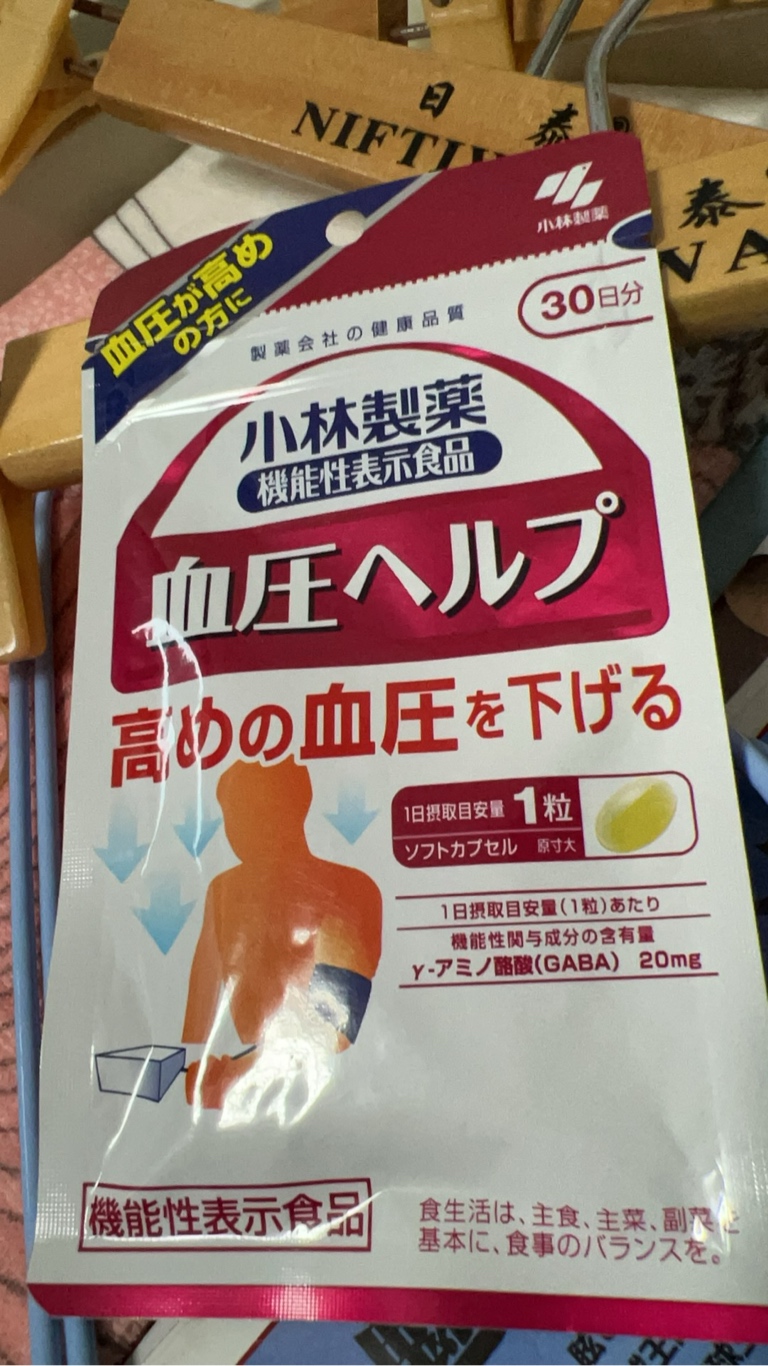 日 泰
小林製薬
泰
血圧が高め
の方に
30日分
製薬会社の健康品質
小林製薬
機能性表示食品
血圧ヘルプ
高めの血圧を下げる
1日摂取目安量 1粒
ソフトカプセル 原寸大
1日摂取目安量(1粒)あたり
機能性関与成分の含有量
γ-アミノ酪酸(GABA) 20mg
機能性表示食品
食生活は、主食、主菜、副菜を
基本に、食事のバランスを。